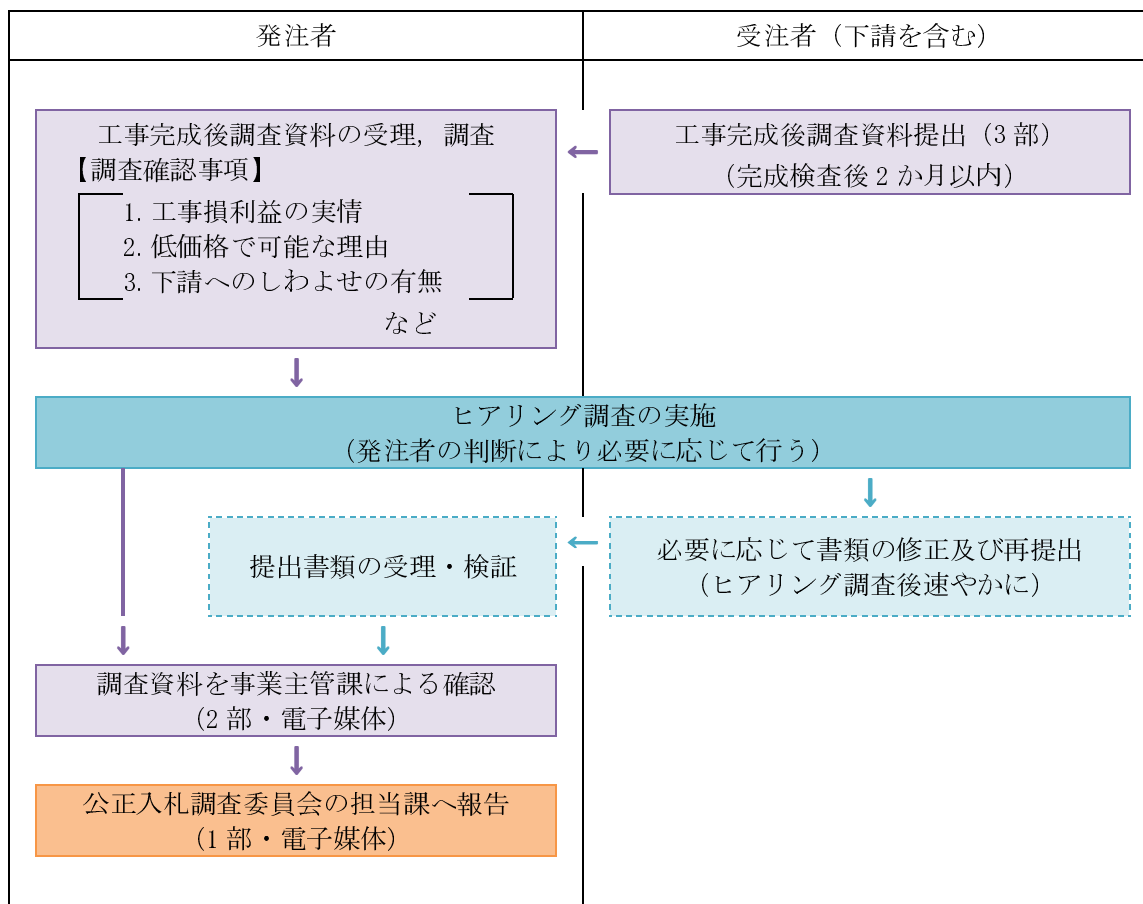 発注者
受注者（下請を含む）
工事完成後調査資料の受理，調査
【調査確認事項】
1. 工事損利益の実情
2. 低価格で可能な理由
3. 下請へのしわよせの有無
など
工事完成後調査資料提出（3 部）
（完成検査後 2 か月以内）
ヒアリング調査の実施
（発注者の判断により必要に応じて行う）
提出書類の受理・検証
必要に応じて書類の修正及び再提出
（ヒアリング調査後速やかに）
調査資料を事業主管課による確認
（2 部・電子媒体）
公正入札調査委員会の担当課へ報告
（1 部・電子媒体）